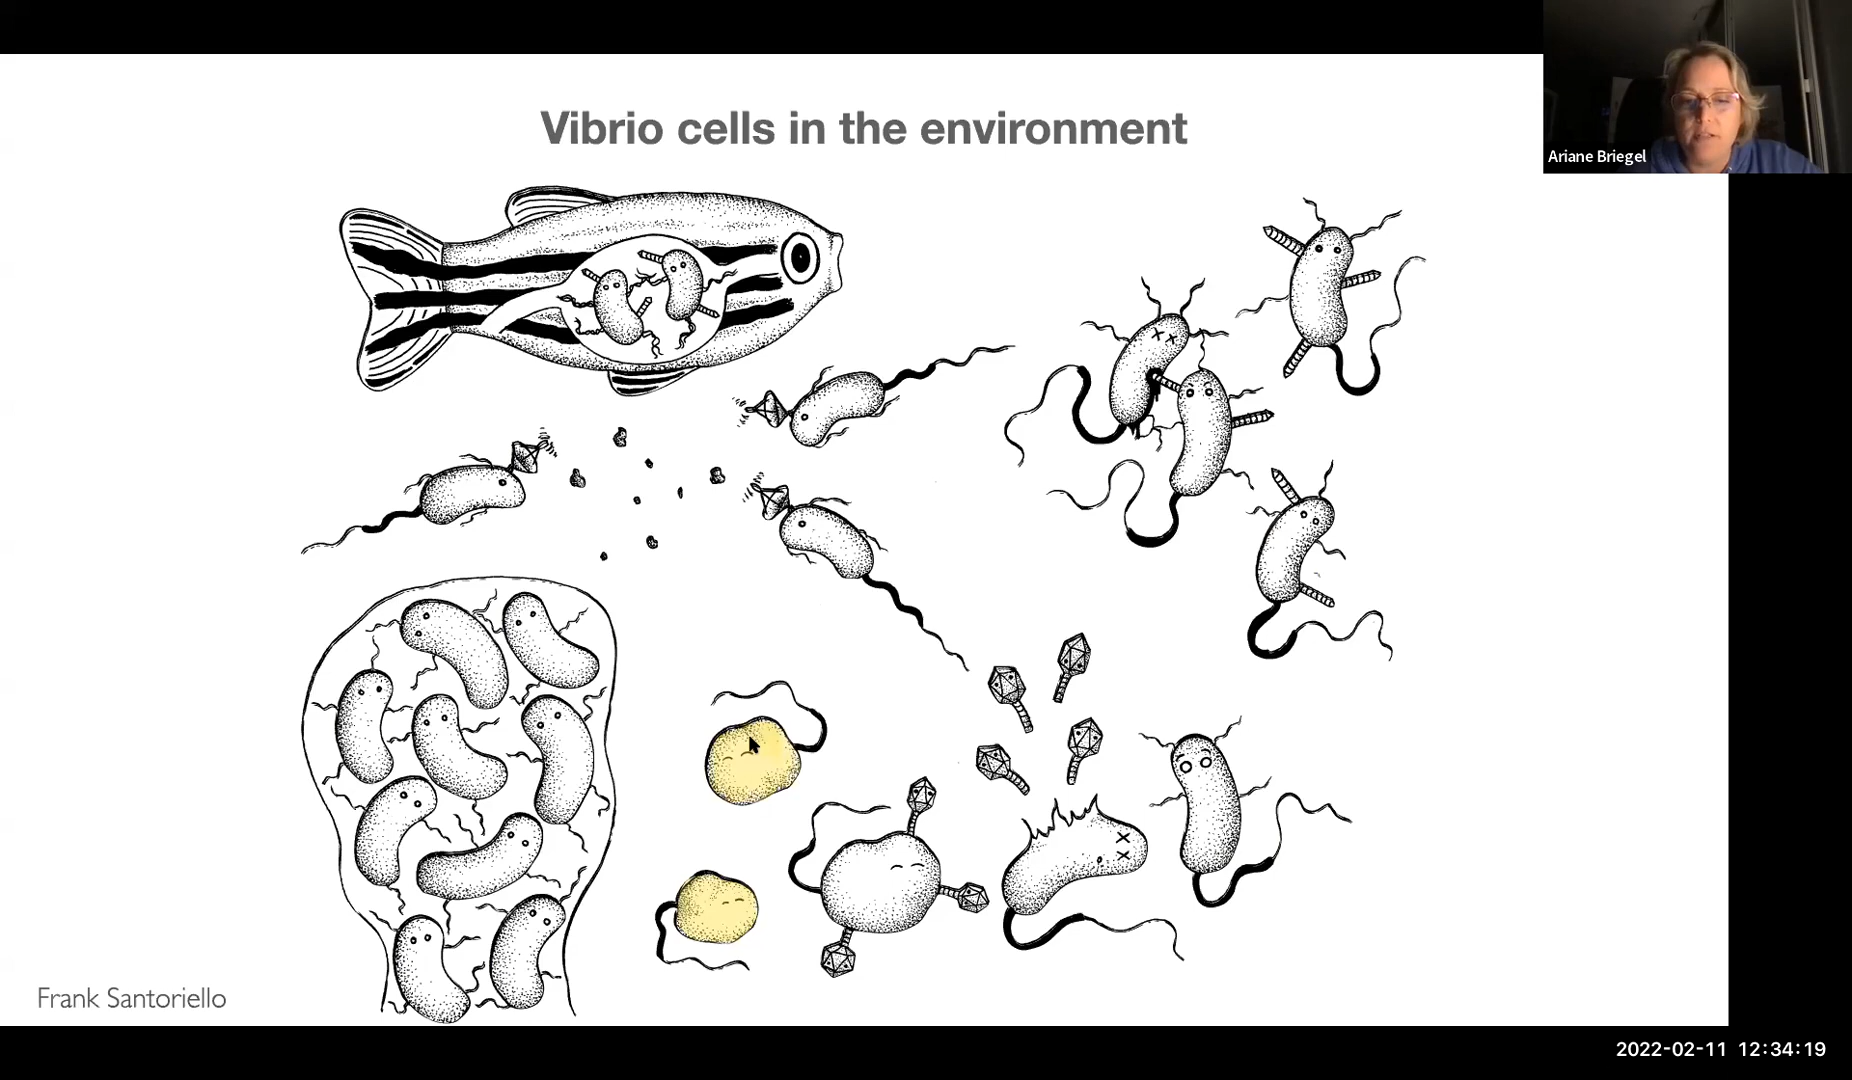 Vibrio cells in the environment
Ariane Briegel
Frank Santoriello
2022-02-11 12:34:19